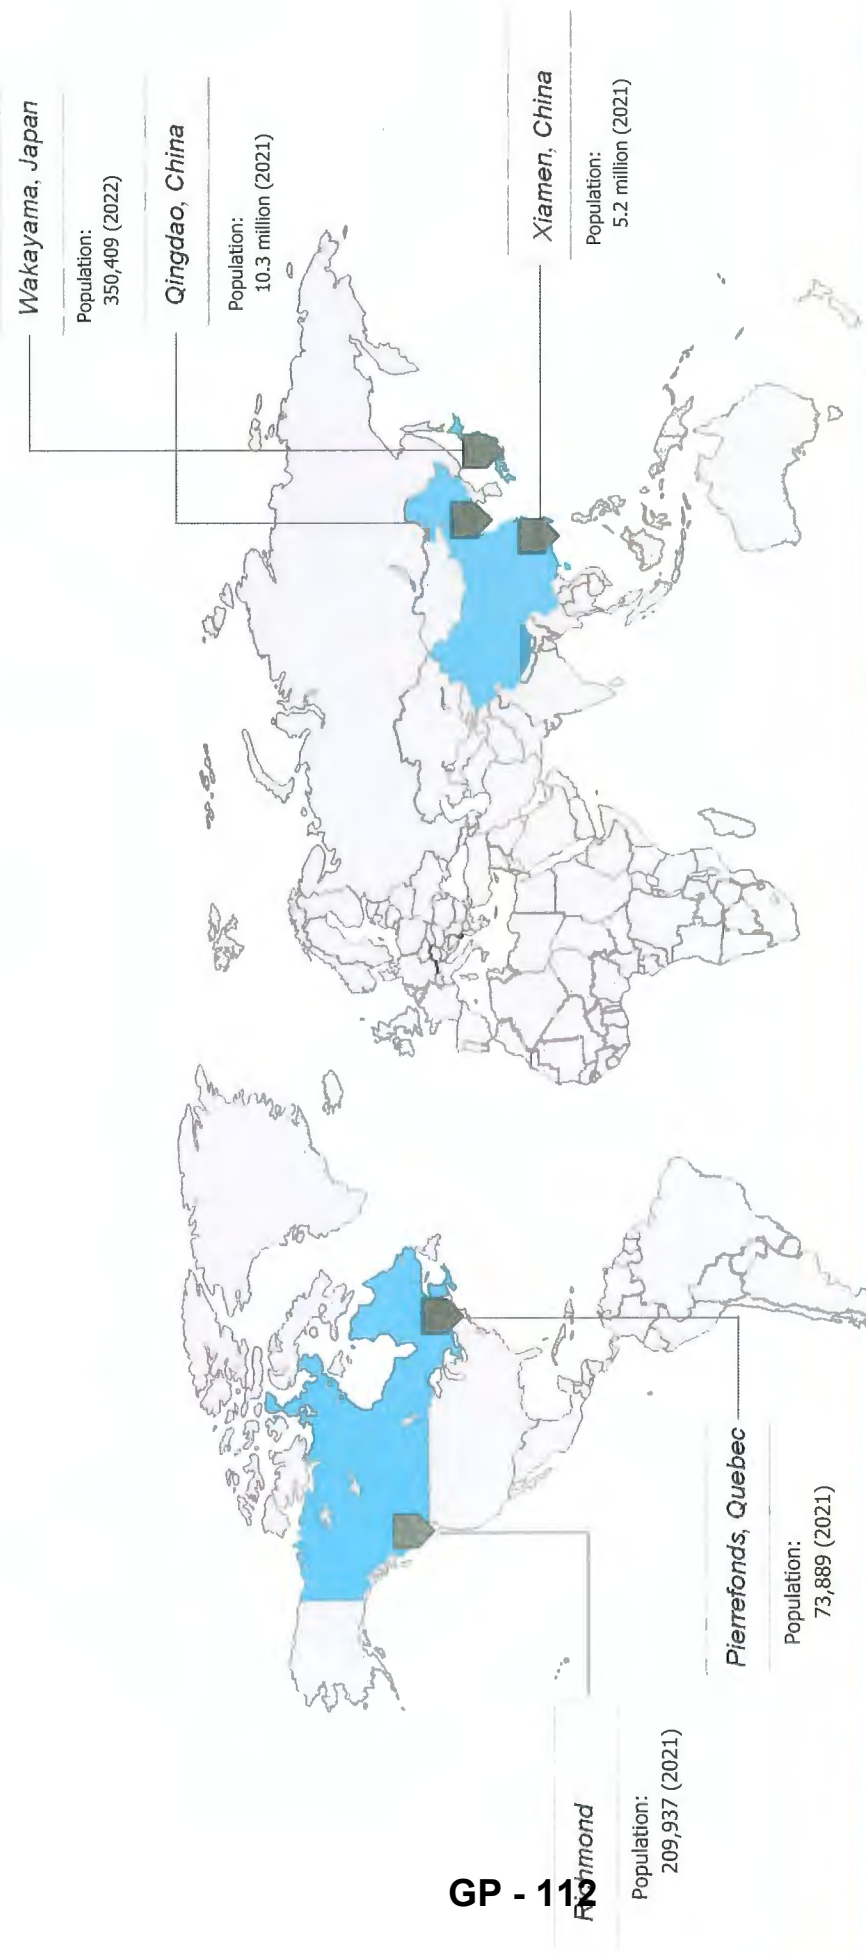 Wakayama, Japan
Population:
350,409 (2022)
Qingdao, China
Population:
10.3 million (2021)
Xiamen, China
Population:
5.2 million (2021)
Pierrefonds, Quebec
Population:
73,889 (2021)
Richmond
Population:
209,937 (2021)
GP - 112